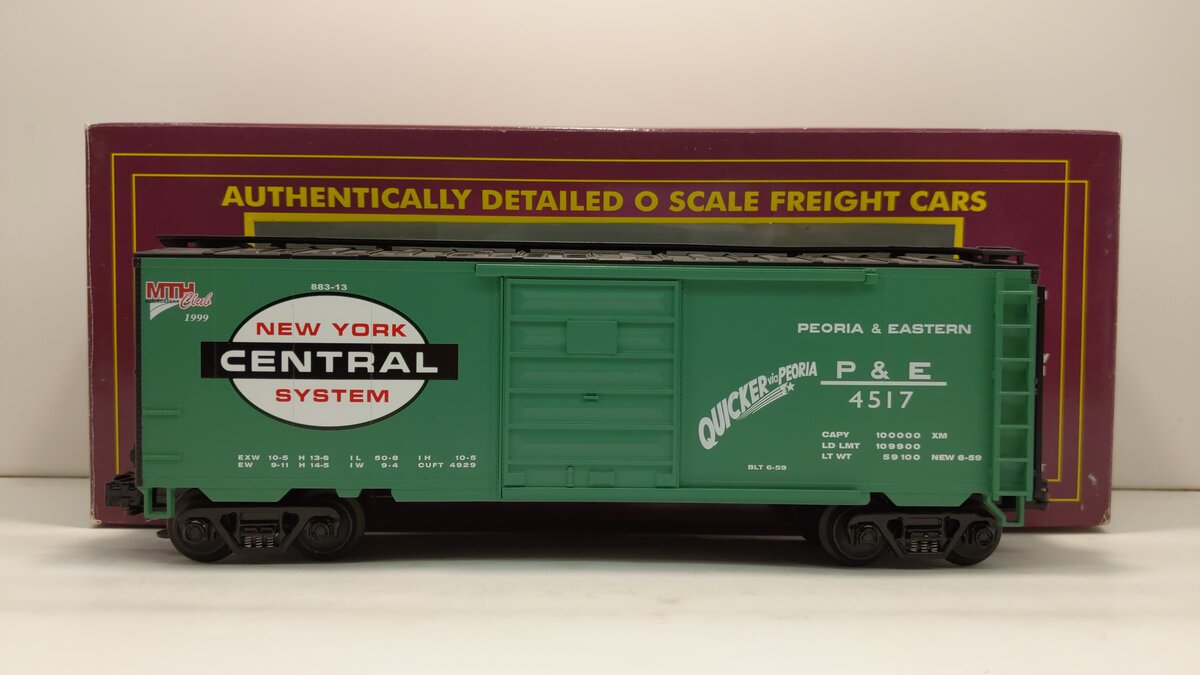 AUTHENTICALLY DETAILED O SCALE FREIGHT CARS
MTH
RAILROADERS Club
1999
883-13
NEW YORK
CENTRAL
SYSTEM
EXW 10-5 H 13-6 IL 50-8 IH 10-5
EW 9-11 H 14-5 IW 9-4 CUFT 4929
QUICKER via PEORIA
BLT 6-59
PEORIA & EASTERN
P & E
4517
CAPY 100000 XM
LD LMT 109900
LT WT 59100 NEW 6-59